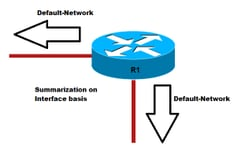 Default-Network
R1
Summarization on
Interface basis
Default-Network